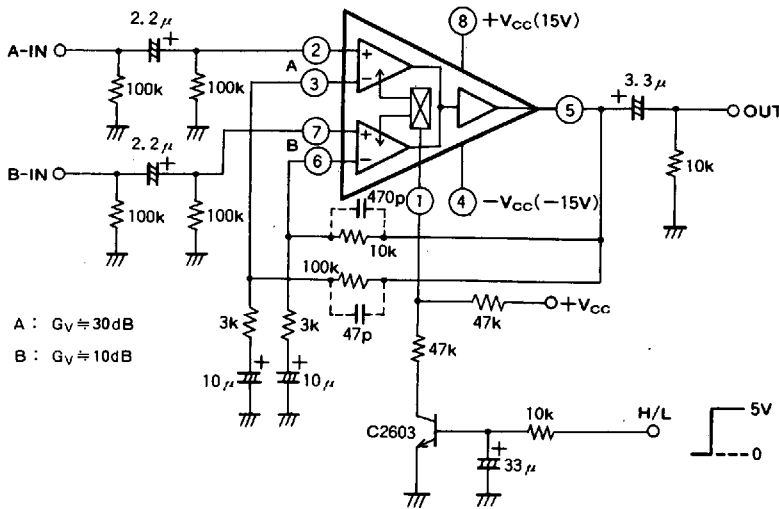 2.2μ +
A-IN
100k
100k
2
3
A
+
−
8
+VCC(15V)
5
3.3μ
+
OUT
10k
B-IN
2.2μ +
100k
100k
7
6
B
+
−
1
4
−VCC(−15V)
470p
10k
100k
47p
A : GV≒30dB
B : GV≒10dB
3k
3k
10μ +
10μ +
47k
+VCC
47k
C2603
10k
H/L
+
33μ
5V
0